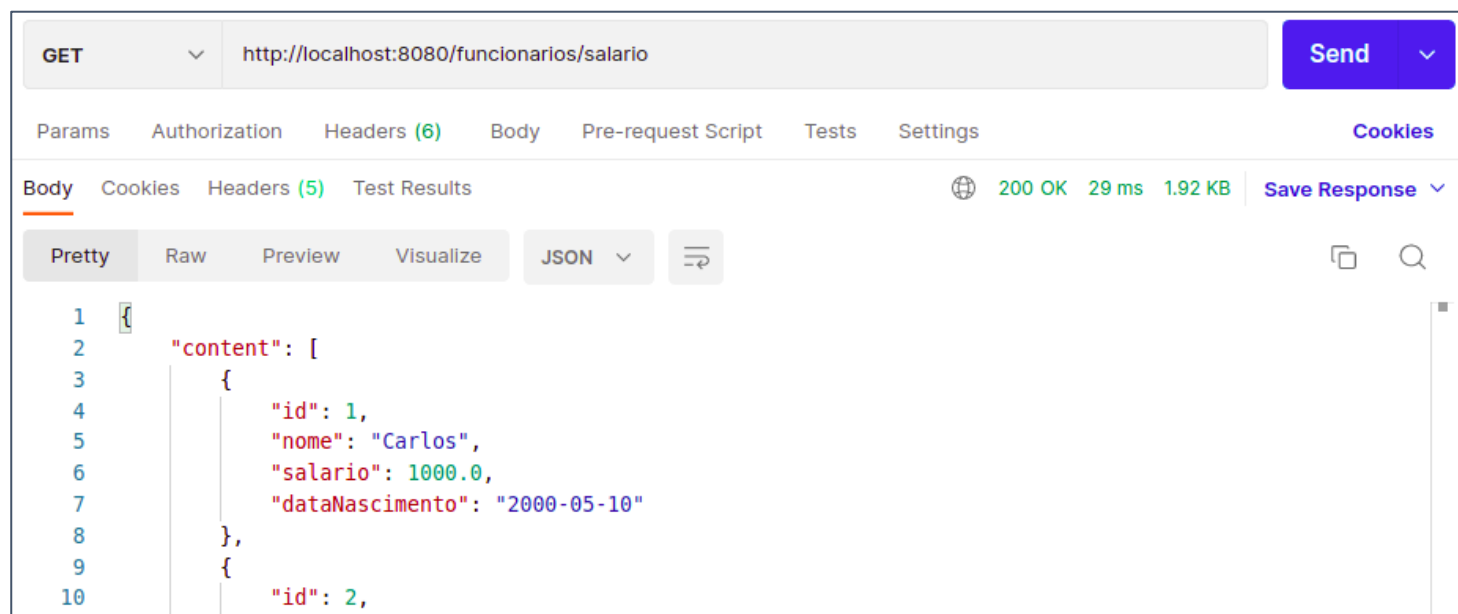 GET http://localhost:8080/funcionarios/salario Send
Params Authorization Headers (6) Body Pre-request Script Tests Settings Cookies
Body Cookies Headers (5) Test Results 200 OK 29 ms 1.92 KB Save Response
Pretty Raw Preview Visualize JSON
1 {
2 "content": [
3 {
4 "id": 1,
5 "nome": "Carlos",
6 "salario": 1000.0,
7 "dataNascimento": "2000-05-10"
8 },
9 {
10 "id": 2,